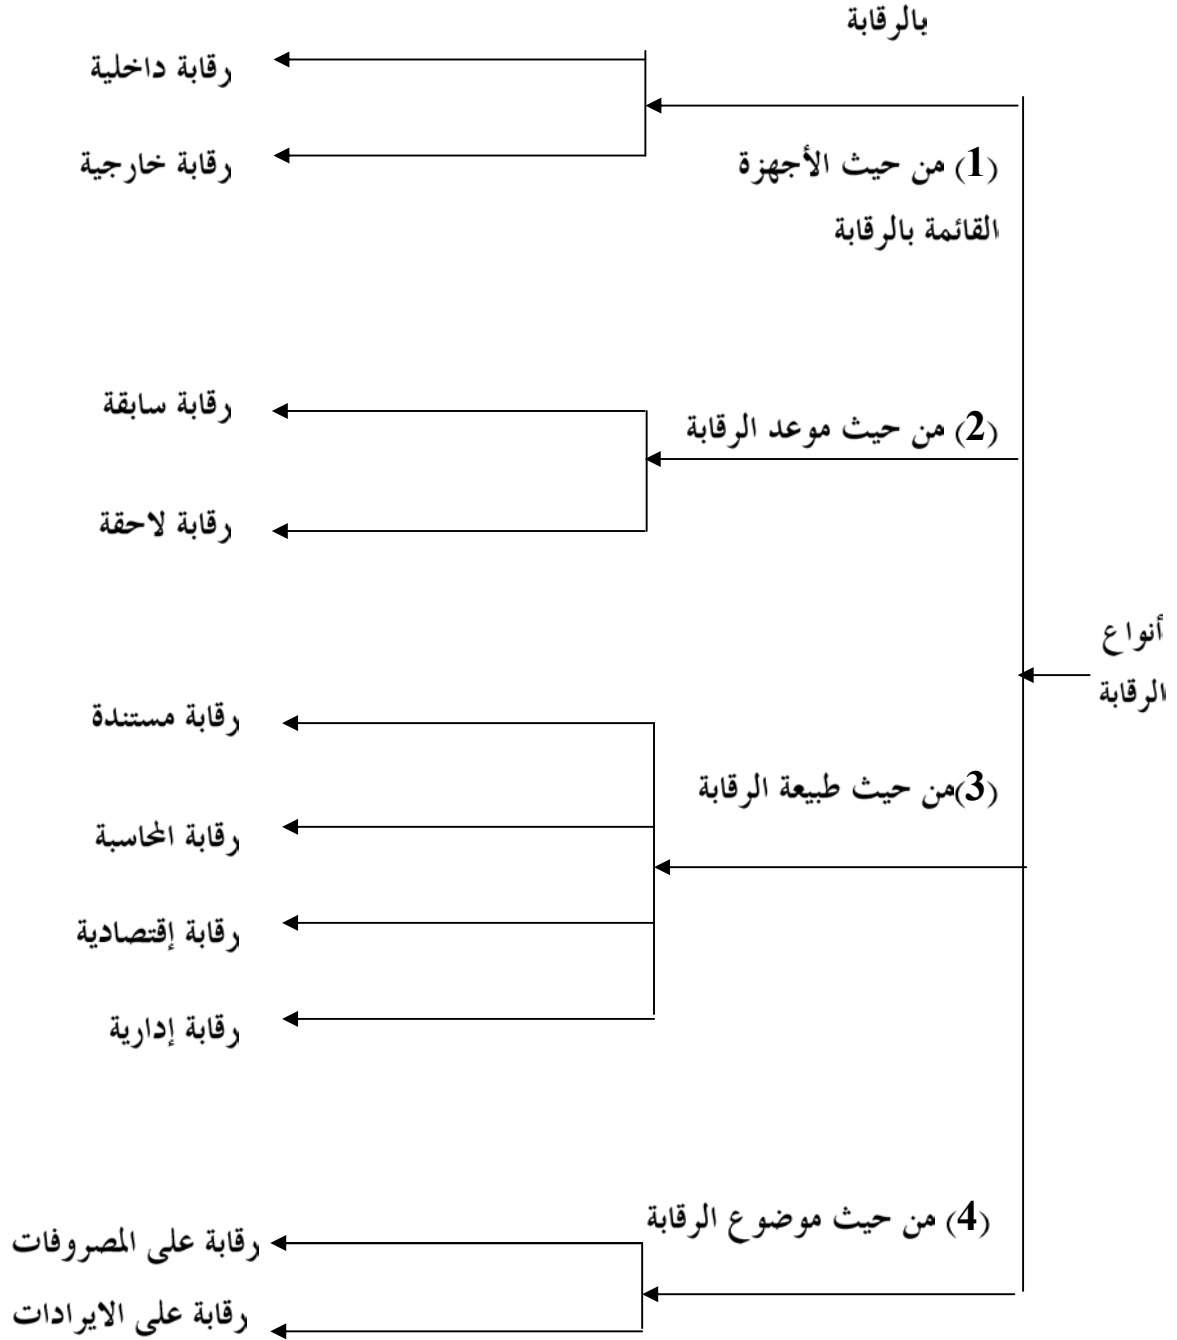 بالرقابة
أنواع
الرقابة
(1) من حيث الأجهزة
القائمة بالرقابة
رقابة داخلية
رقابة خارجية
(2) من حيث موعد الرقابة
رقابة سابقة
رقابة لاحقة
(3)من حيث طبيعة الرقابة
رقابة مستندة
رقابة المحاسبة
رقابة إقتصادية
رقابة إدارية
(4) من حيث موضوع الرقابة
رقابة على المصروفات
رقابة على الايرادات